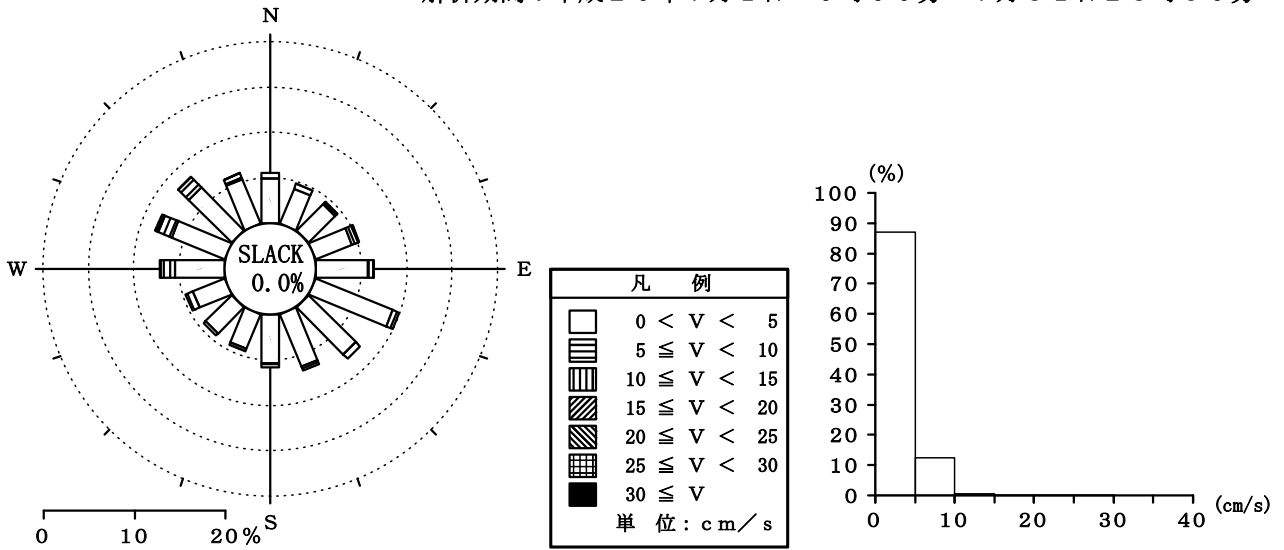 N
W
E
S
SLACK
0.0%
0 10 20%
凡 例
0 < V < 5
5 ≦ V < 10
10 ≦ V < 15
15 ≦ V < 20
20 ≦ V < 25
25 ≦ V < 30
30 ≦ V
単 位: cm/s
(%)
100
90
80
70
60
50
40
30
20
10
0
0 10 20 30 40 (cm/s)